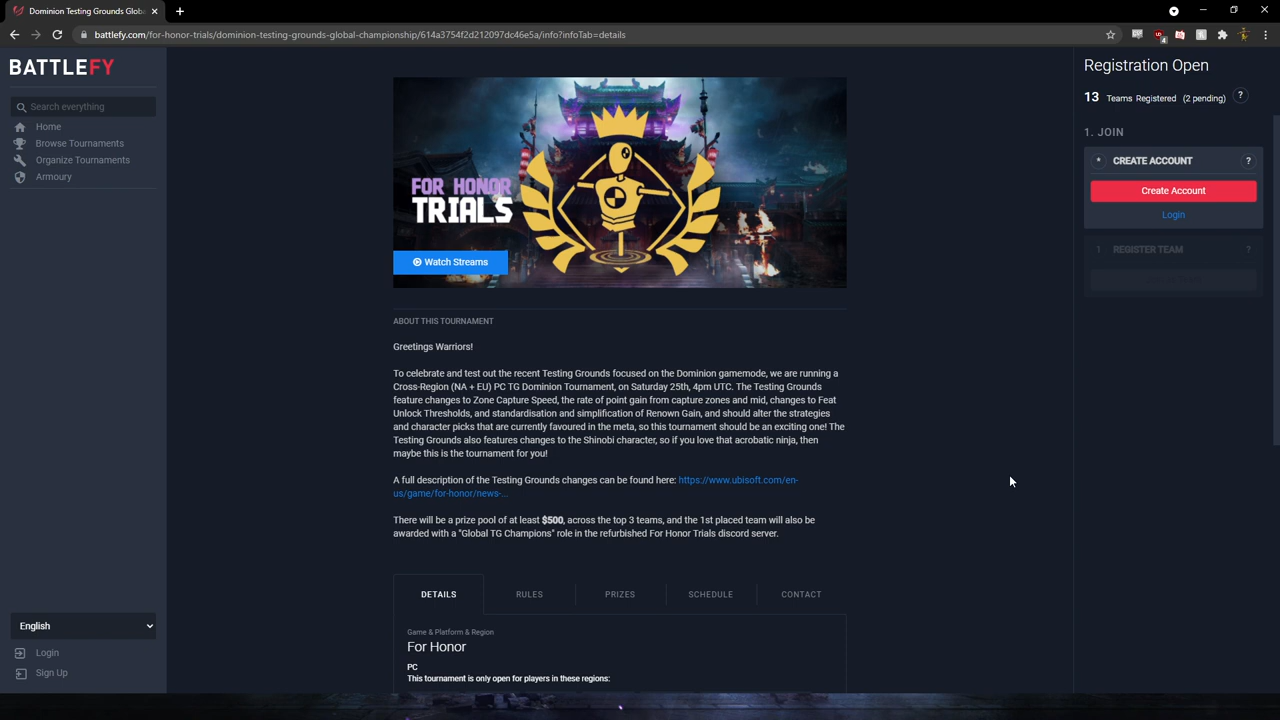 Dominion Testing Grounds Glob
battlefy.com/for-honor-trials/dominion-testing-grounds-global-championship/614a3754f2d212097dc46e5a/info?infoTab=details
BATTLEFY
Search everything
Home
Browse Tournaments
Organize Tournaments
Armoury
English
Login
Sign Up
FOR HONOR
TRIALS
Watch Streams
ABOUT THIS TOURNAMENT
Greetings Warriors!
To celebrate and test out the recent Testing Grounds focused on the Dominion gamemode, we are running a
Cross-Region (NA + EU) PC TG Dominion Tournament, on Saturday 25th, 4pm UTC. The Testing Grounds
feature changes to Zone Capture Speed, the rate of point gain from capture zones and mid, changes to Feat
Unlock Thresholds, and standardisation and simplification of Renown Gain, and should alter the strategies
and character picks that are currently favoured in the meta, so this tournament should be an exciting one! The
Testing Grounds also features changes to the Shinobi character, so if you love that acrobatic ninja, then
maybe this is the tournament for you!
A full description of the Testing Grounds changes can be found here: https://www.ubisoft.com/en-
us/game/for-honor/news-...
There will be a prize pool of at least $500, across the top 3 teams, and the 1st placed team will also be
awarded with a "Global TG Champions" role in the refurbished For Honor Trials discord server.
DETAILS RULES PRIZES SCHEDULE CONTACT
Game & Platform & Region
For Honor
PC
This tournament is only open for players in these regions:
Registration Open
13 Teams Registered (2 pending) ?
1. JOIN
* CREATE ACCOUNT ?
Create Account
Login
1 REGISTER TEAM ?